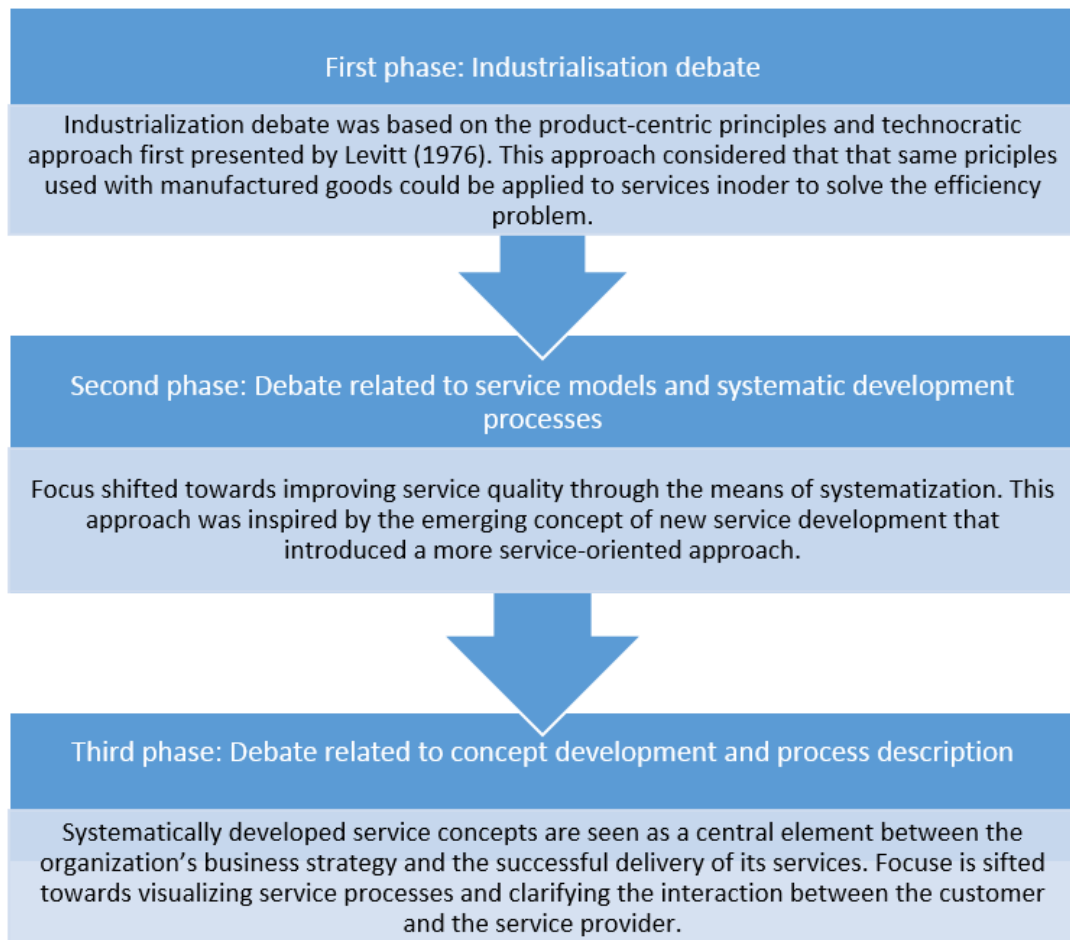 First phase: Industrialisation debate
Industrialization debate was based on the product-centric principles and technocratic
approach first presented by Levitt (1976). This approach considered that that same priciples
used with manufactured goods could be applied to services inoder to solve the efficiency
problem.
Second phase: Debate related to service models and systematic development
processes
Focus shifted towards improving service quality through the means of systematization. This
approach was inspired by the emerging concept of new service development that
introduced a more service-oriented approach.
Third phase: Debate related to concept development and process description
Systematically developed service concepts are seen as a central element between the
organization’s business strategy and the successful delivery of its services. Focuse is sifted
towards visualizing service processes and clarifying the interaction between the customer
and the service provider.